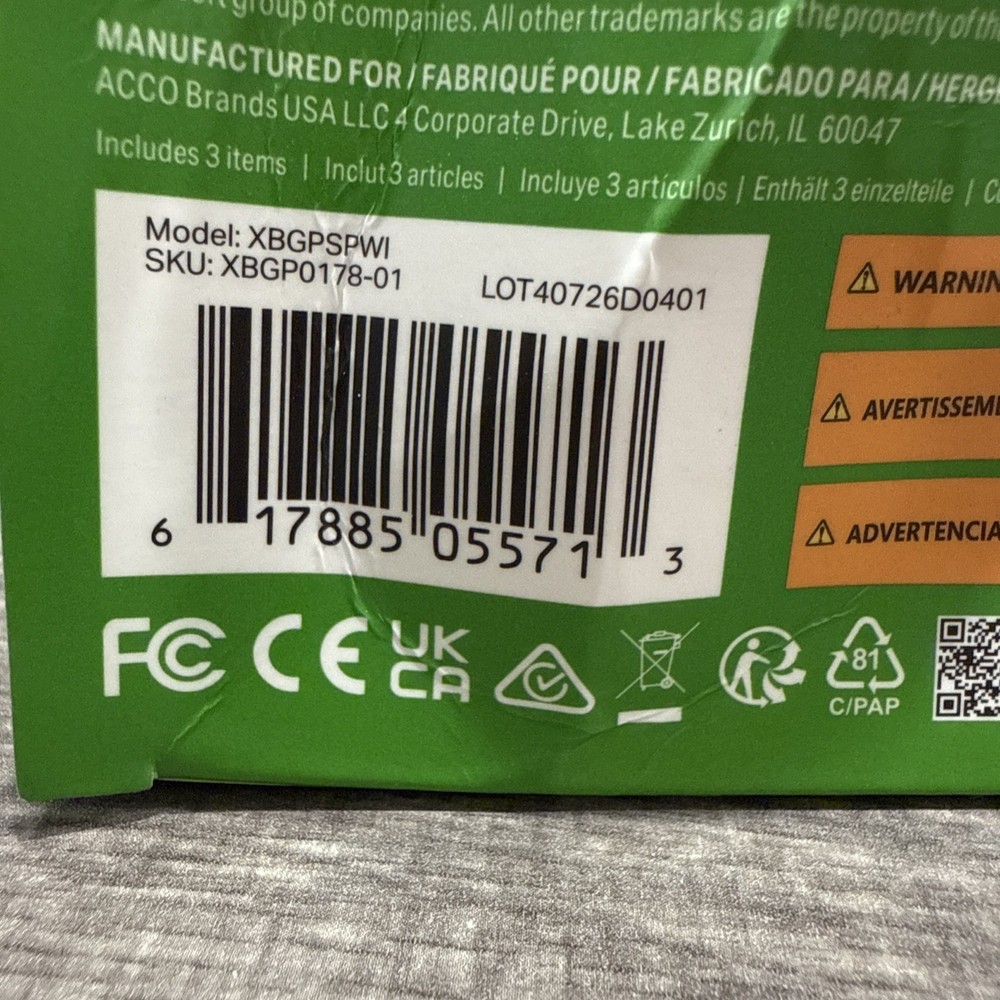 group of companies. All other trademarks are the property of
MANUFACTURED FOR / FABRIQUÉ POUR / FABRICADO PARA /
ACCO Brands USA LLC 4 Corporate Drive, Lake Zurich, IL 60047
Includes 3 items | Inclut 3 articles | Incluye 3 artículos | Enthält 3 einzelteile |
Model: XBGPSPWI
SKU: XBGP0178-01
LOT40726D0401
6 17885 05571 3
WARNIN
AVERTISSEM
ADVERTENCIA
FC CE UK CA
81
C/PAP